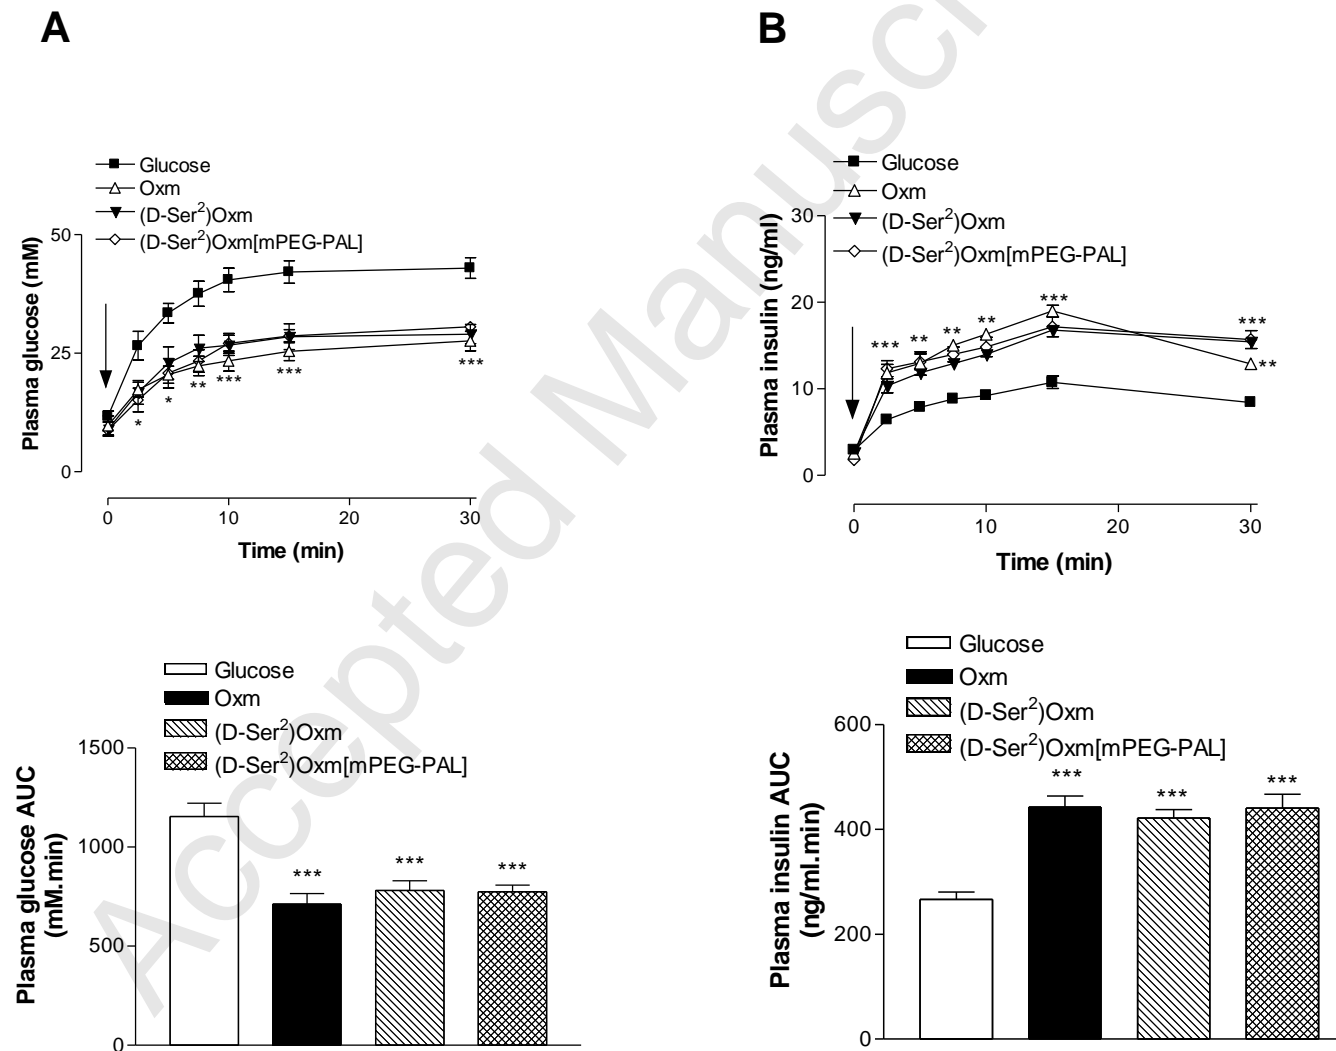 A
Glucose
Oxm
(D-Ser²)Oxm
(D-Ser²)Oxm[mPEG-PAL]
Plasma glucose (mM)
50
25
0
*
*
**
***
***
***
0
10
20
30
Time (min)
B
Glucose
Oxm
(D-Ser²)Oxm
(D-Ser²)Oxm[mPEG-PAL]
Plasma insulin (ng/ml)
30
20
10
0
***
**
**
**
***
***
**
0
10
20
30
Time (min)
Glucose
Oxm
(D-Ser²)Oxm
(D-Ser²)Oxm[mPEG-PAL]
Plasma glucose AUC
(mM.min)
1500
1000
500
0
***
***
***
Glucose
Oxm
(D-Ser²)Oxm
(D-Ser²)Oxm[mPEG-PAL]
Plasma insulin AUC
(ng/ml.min)
600
400
200
0
***
***
***
Accepted Manusc